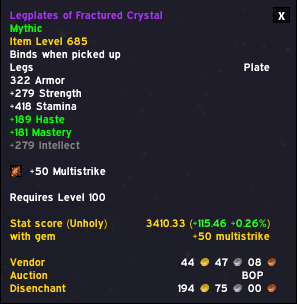 Legplates of Fractured Crystal X
Mythic
Item Level 685
Binds when picked up
Legs Plate
322 Armor
+279 Strength
+418 Stamina
+189 Haste
+181 Mastery
+279 Intellect
+50 Multistrike
Requires Level 100
Stat score (Unholy) 3410.33 (+115.46 +0.26%)
with gem +50 multistrike
Vendor 44 47 08
Auction BOP
Disenchant 194 75 00